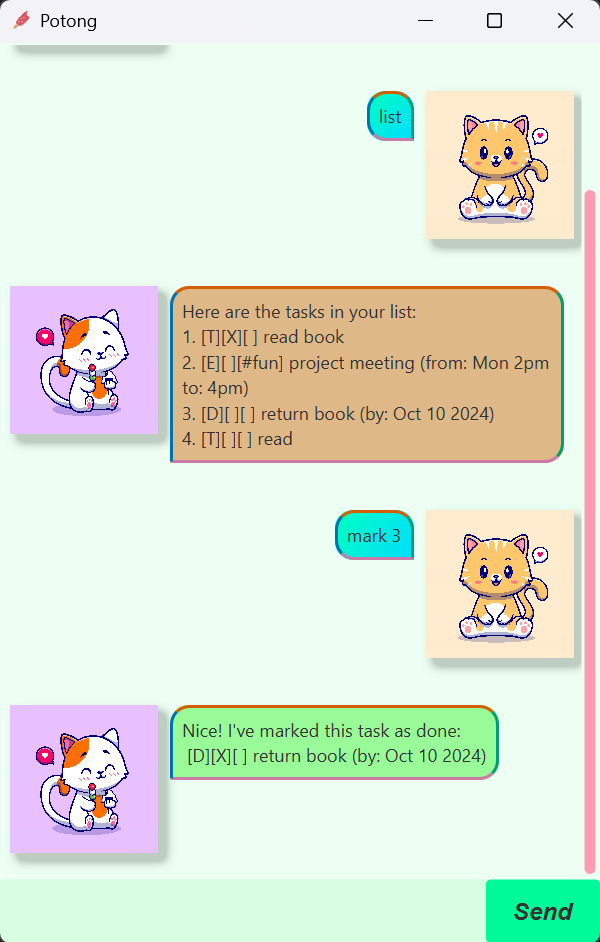 Potong
list
Here are the tasks in your list:
1. [T][X][ ] read book
2. [E][ ][#fun] project meeting (from: Mon 2pm
to: 4pm)
3. [D][ ][ ] return book (by: Oct 10 2024)
4. [T][ ][ ] read
mark 3
Nice! I've marked this task as done:
[D][X][ ] return book (by: Oct 10 2024)
Send